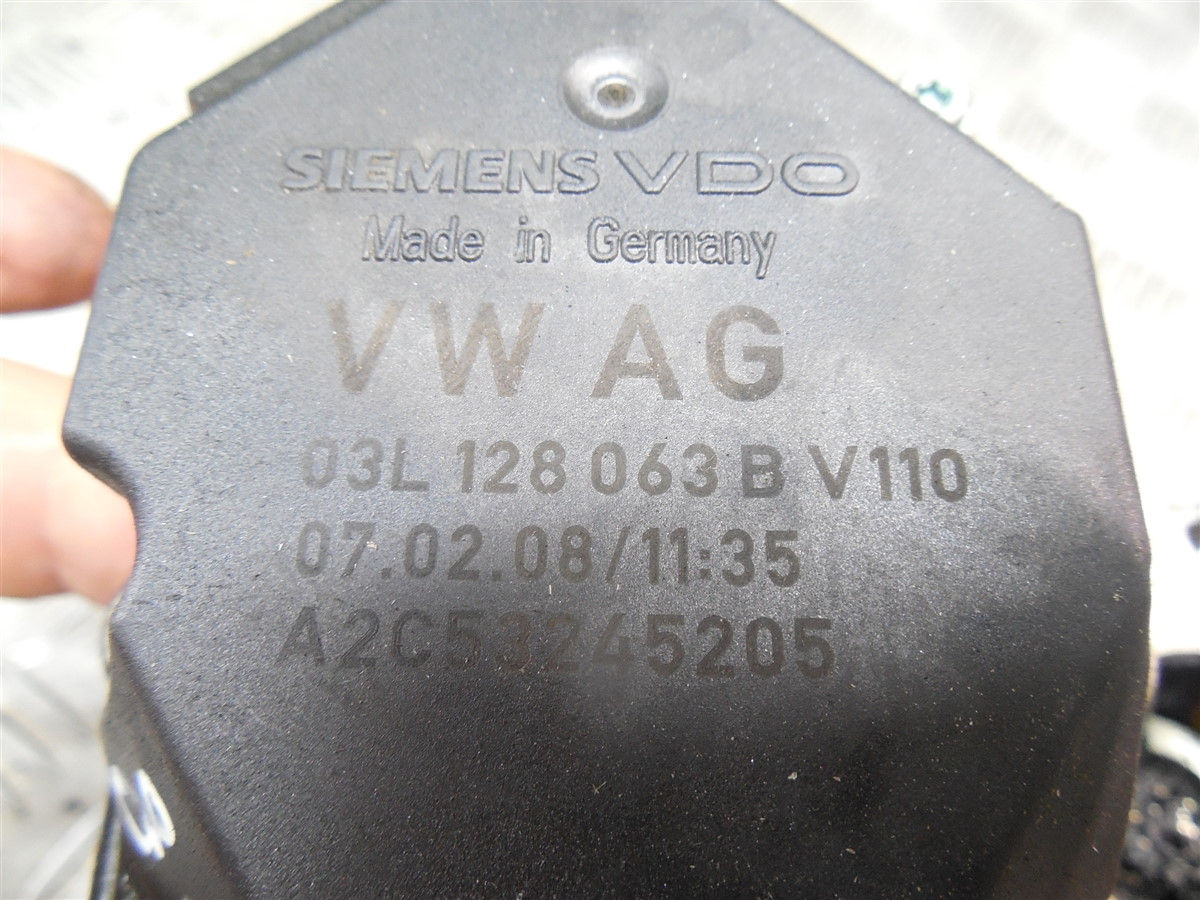 SIEMENS VDO
Made in Germany
VW AG
03L 128 063 B V110
07.02.08/11:35
A2C53245205